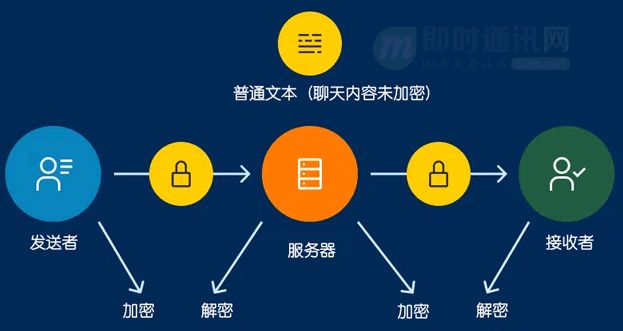 即时通讯网
IM开发者社区 52im.net
普通文本 (聊天内容未加密)
发送者
服务器
接收者
加密
解密
加密
解密